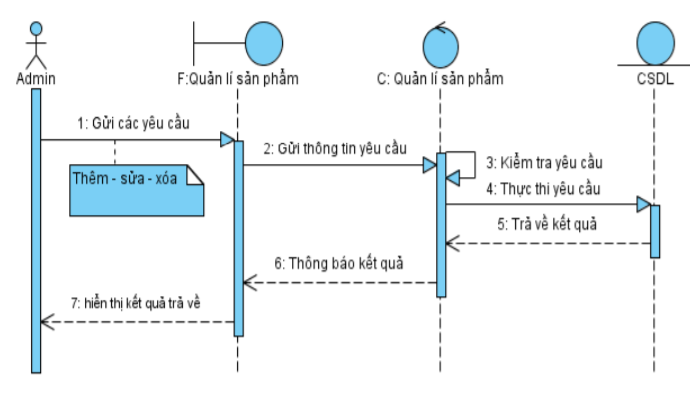 Admin
F:Quản lí sản phẩm
C: Quản lí sản phẩm
CSDL
1: Gửi các yêu cầu
Thêm - sửa - xóa
2: Gửi thông tin yêu cầu
3: Kiểm tra yêu cầu
4: Thực thi yêu cầu
5: Trả về kết quả
6: Thông báo kết quả
7: hiển thị kết quả trả về